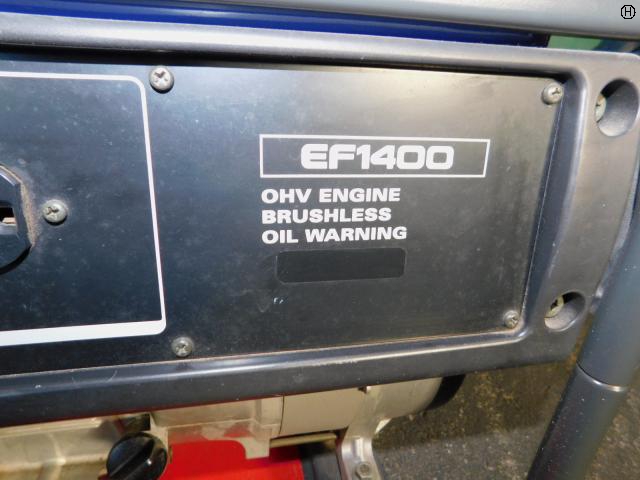 H
EF1400
OHV ENGINE
BRUSHLESS
OIL WARNING